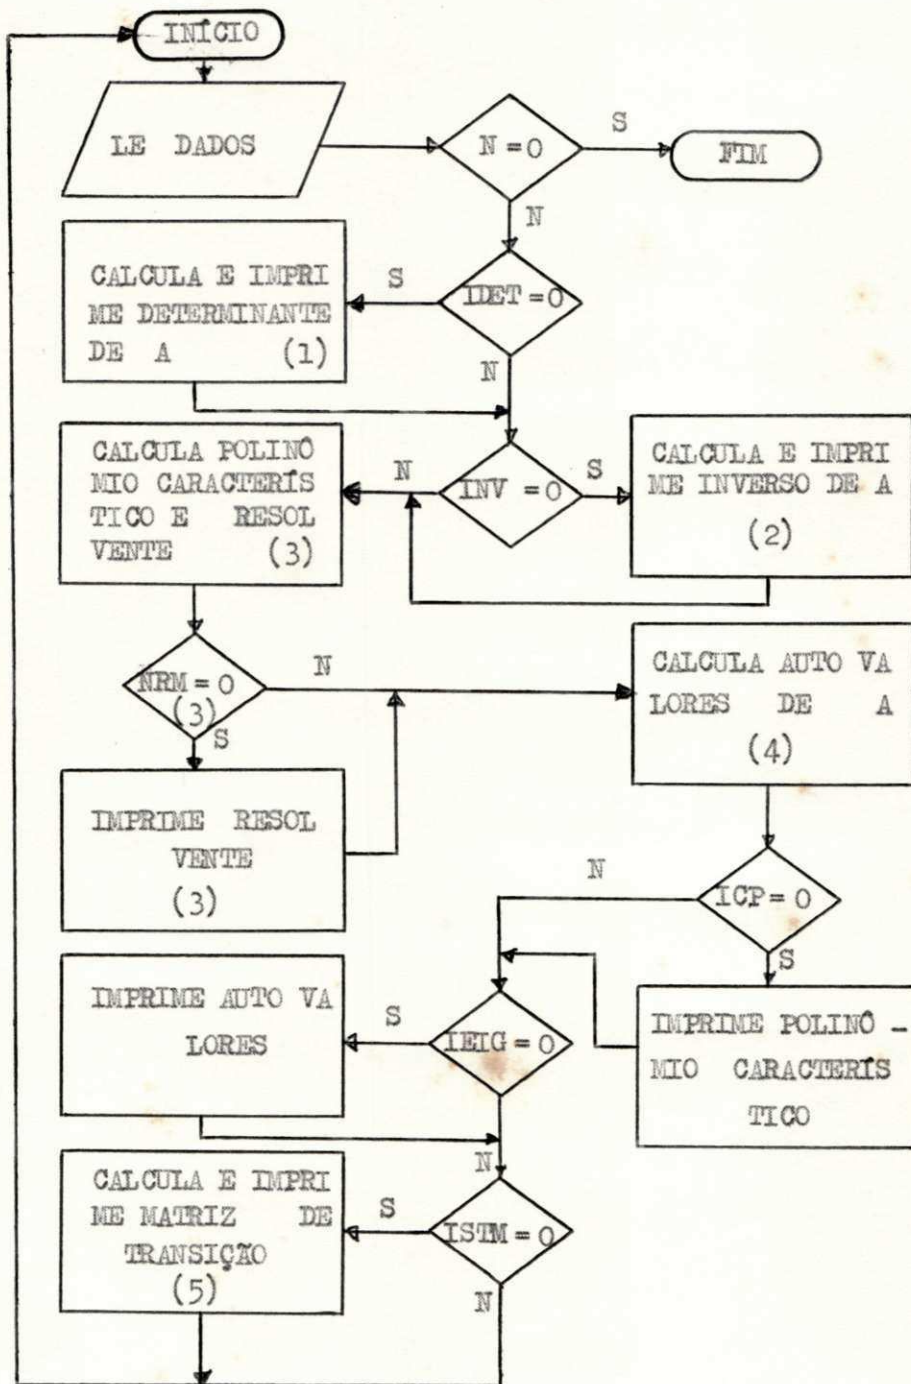 INÍCIO
LE DADOS
N = 0
S
FIM
N
CALCULA E IMPRI
ME DETERMINANTE
DE A (1)
S
IDET = 0
N
CALCULA POLINÔ
MIO CARACTERÍS
TICO E RESOL
VENTE (3)
N
INV = 0
S
CALCULA E IMPRI
ME INVERSO DE A
(2)
NRM = 0
(3)
N
S
CALCULA AUTO VA
LORES DE A
(4)
IMPRIME RESOL
VENTE
(3)
N
ICP = 0
S
IMPRIME AUTO VA
LORES
S
IEIG = 0
N
IMPRIME POLINÔ -
MIO CARACTERÍS
TICO
CALCULA E IMPRI
ME MATRIZ DE
TRANSIÇÃO
(5)
S
ISTM = 0
N